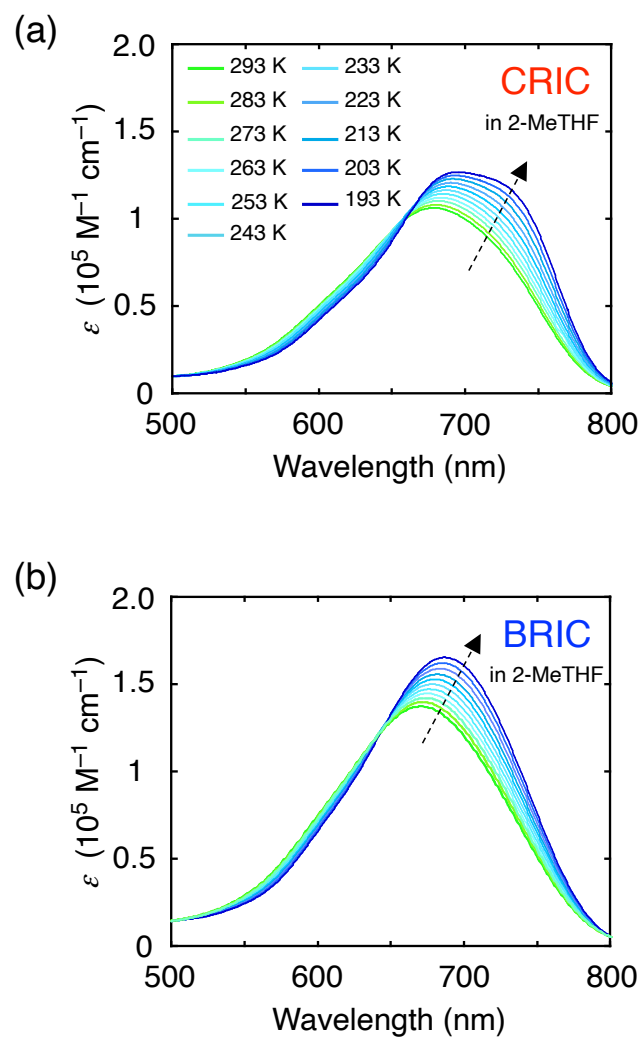 (a)
2.0
1.5
1
0.5
0
ε (10⁵ M⁻¹ cm⁻¹)
293 K 233 K
283 K 223 K
273 K 213 K
263 K 203 K
253 K 193 K
243 K
CRIC
in 2-MeTHF
500 600 700 800
Wavelength (nm)
(b)
2.0
1.5
1
0.5
0
ε (10⁵ M⁻¹ cm⁻¹)
BRIC
in 2-MeTHF
500 600 700 800
Wavelength (nm)